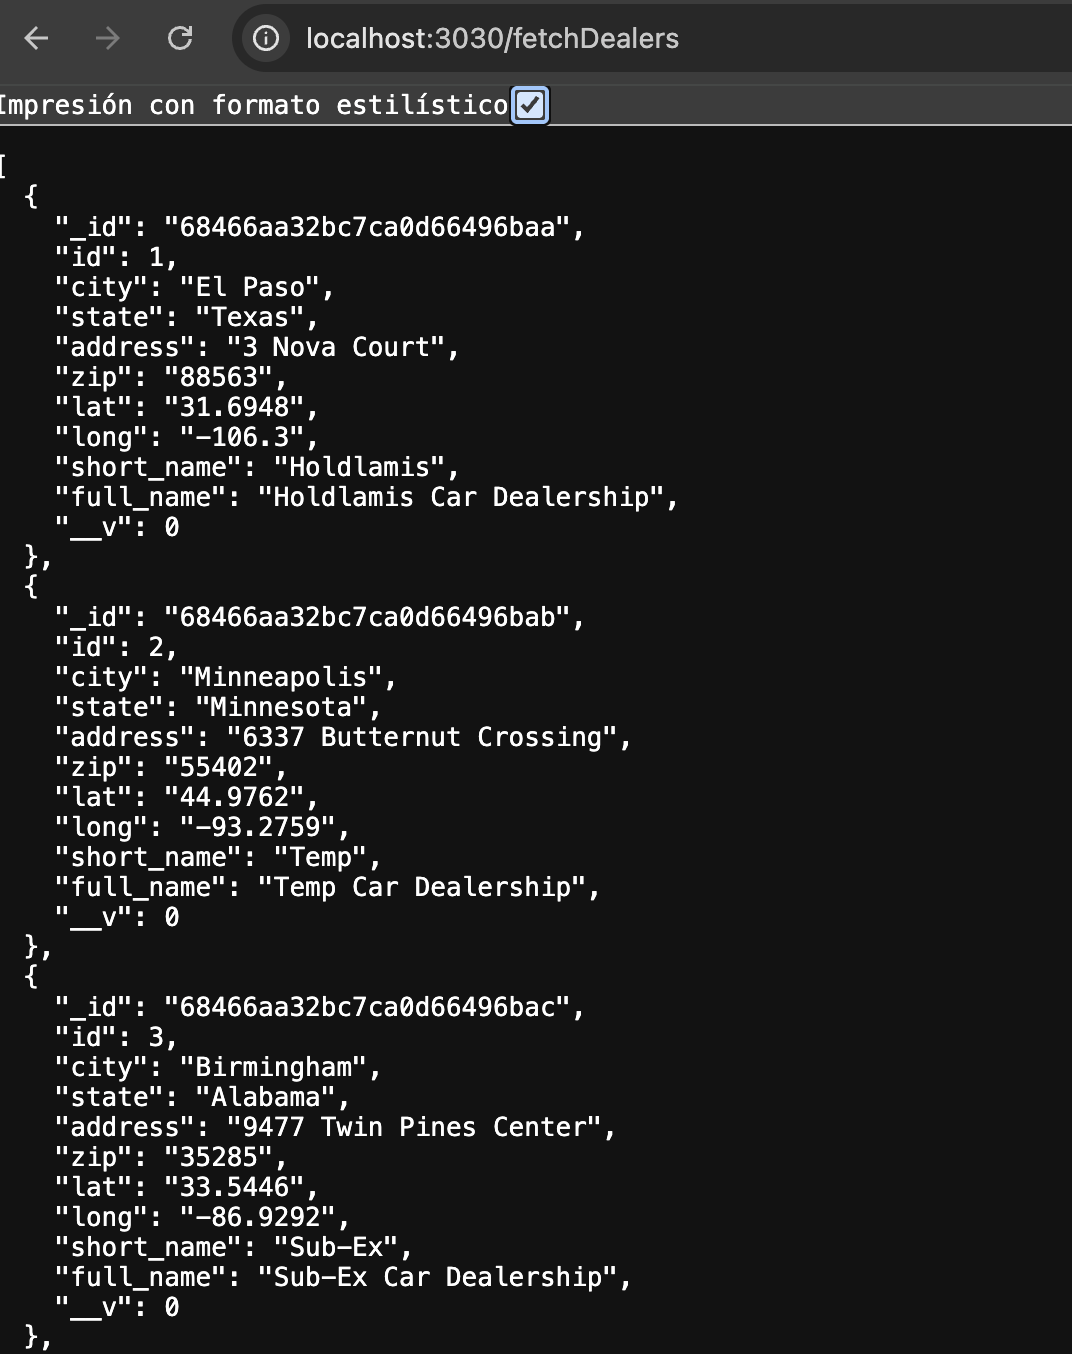 localhost:3030/fetchDealers
Impresión con formato estilístico
[
  {
    "_id": "68466aa32bc7ca0d66496baa",
    "id": 1,
    "city": "El Paso",
    "state": "Texas",
    "address": "3 Nova Court",
    "zip": "88563",
    "lat": "31.6948",
    "long": "-106.3",
    "short_name": "Holdlamis",
    "full_name": "Holdlamis Car Dealership",
    "__v": 0
  },
  {
    "_id": "68466aa32bc7ca0d66496bab",
    "id": 2,
    "city": "Minneapolis",
    "state": "Minnesota",
    "address": "6337 Butternut Crossing",
    "zip": "55402",
    "lat": "44.9762",
    "long": "-93.2759",
    "short_name": "Temp",
    "full_name": "Temp Car Dealership",
    "__v": 0
  },
  {
    "_id": "68466aa32bc7ca0d66496bac",
    "id": 3,
    "city": "Birmingham",
    "state": "Alabama",
    "address": "9477 Twin Pines Center",
    "zip": "35285",
    "lat": "33.5446",
    "long": "-86.9292",
    "short_name": "Sub-Ex",
    "full_name": "Sub-Ex Car Dealership",
    "__v": 0
  },